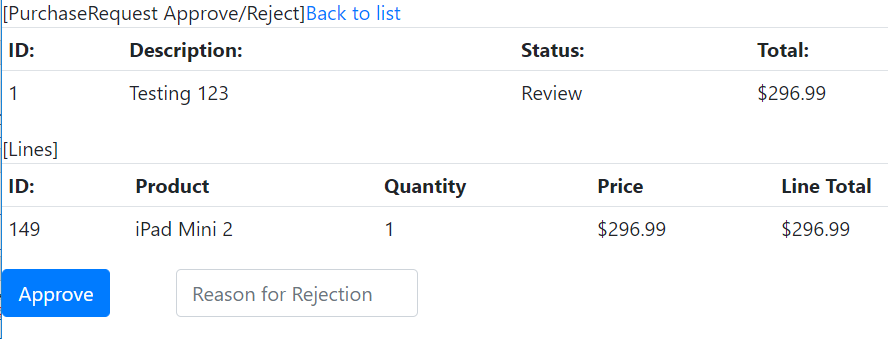 [PurchaseRequest Approve/Reject]Back to list
ID: Description: Status: Total:
1 Testing 123 Review $296.99
[Lines]
ID: Product Quantity Price Line Total
149 iPad Mini 2 1 $296.99 $296.99
Approve Reason for Rejection